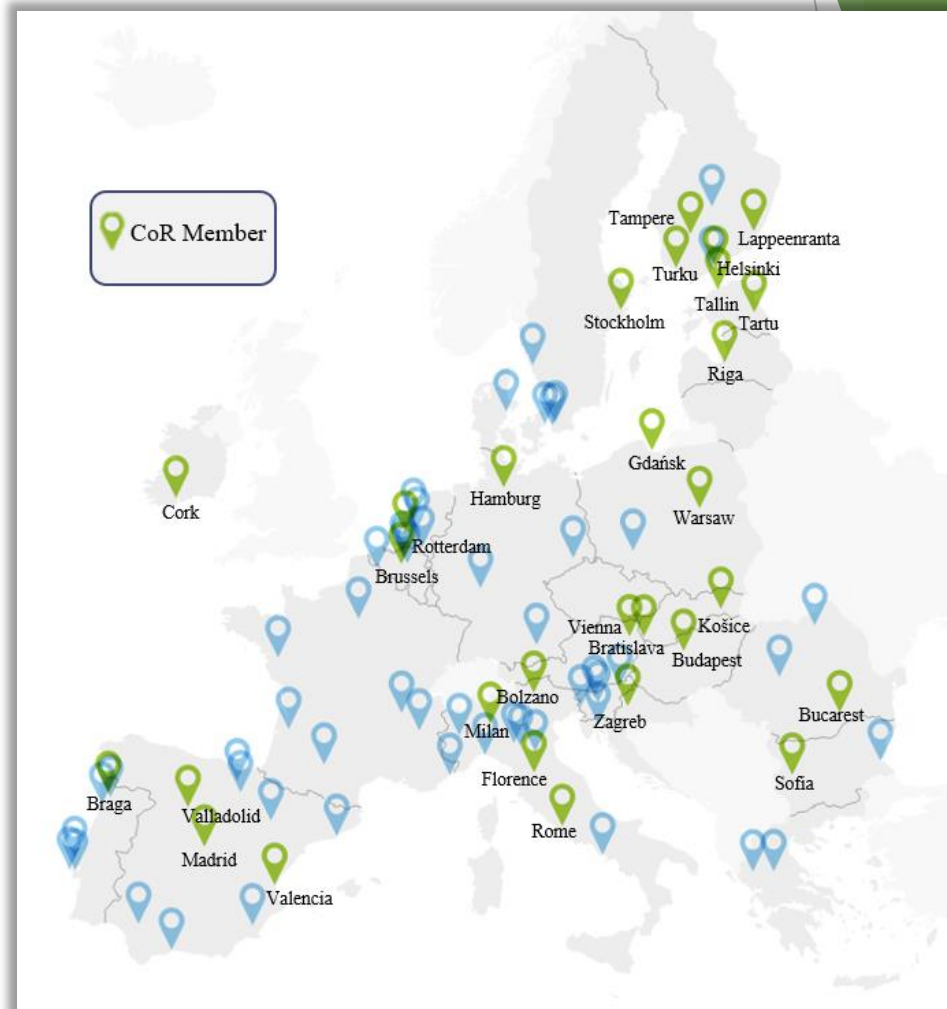 CoR Member
Tampere
Lappeenranta
Turku
Helsinki
Tallin
Tartu
Stockholm
Riga
Gdańsk
Hamburg
Warsaw
Cork
Rotterdam
Brussels
Vienna
Košice
Bratislava
Budapest
Bolzano
Bucarest
Zagreb
Milan
Florence
Sofia
Braga
Valladolid
Rome
Madrid
Valencia